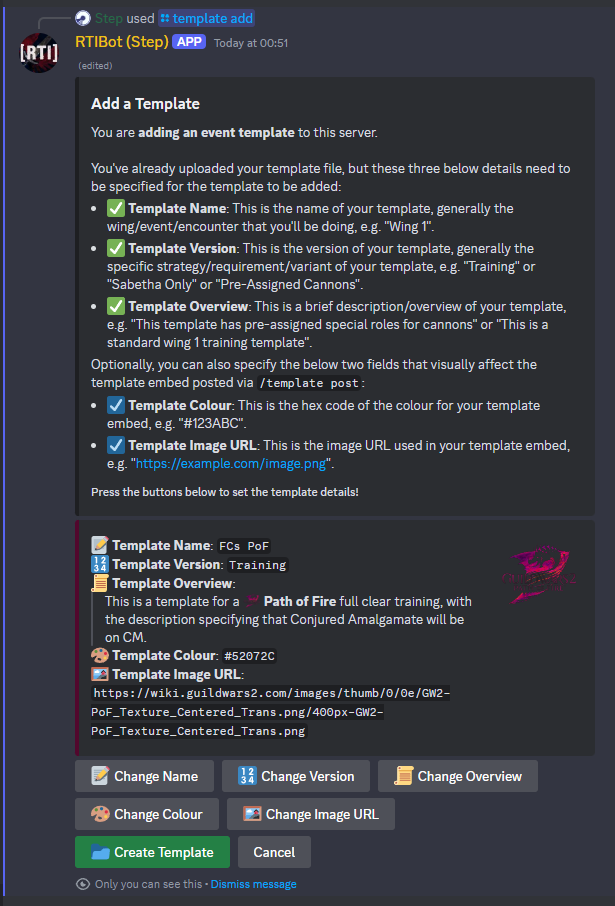 Step used template add
[RTI]
RTIBot (Step) APP Today at 00:51
(edited)
Add a Template
You are adding an event template to this server.
You've already uploaded your template file, but these three below details need to
be specified for the template to be added:
• ✅ Template Name: This is the name of your template, generally the
wing/event/encounter that you'll be doing, e.g. "Wing 1".
• ✅ Template Version: This is the version of your template, generally the
specific strategy/requirement/variant of your template, e.g. "Training" or
"Sabetha Only" or "Pre-Assigned Cannons".
• ✅ Template Overview: This is a brief description/overview of your template,
e.g. "This template has pre-assigned special roles for cannons" or "This is a
standard wing 1 training template".
Optionally, you can also specify the below two fields that visually affect the
template embed posted via /template post:
• ☑️ Template Colour: This is the hex code of the colour for your template
embed, e.g. "#123ABC".
• ☑️ Template Image URL: This is the image URL used in your template embed,
e.g. "https://example.com/image.png".
Press the buttons below to set the template details!
📝 Template Name: FCs PoF
🔢 Template Version: Training
📜 Template Overview:
This is a template for a Path of Fire full clear training, with
the description specifying that Conjured Amalgamate will be
on CM.
🎨 Template Colour: #52072C
🖼️ Template Image URL:
https://wiki.guildwars2.com/images/thumb/0/0e/GW2-
PoF_Texture_Centered_Trans.png/400px-GW2-
PoF_Texture_Centered_Trans.png
📝 Change Name 🔢 Change Version 📜 Change Overview
🎨 Change Colour 🖼️ Change Image URL
📁 Create Template Cancel
Only you can see this • Dismiss message